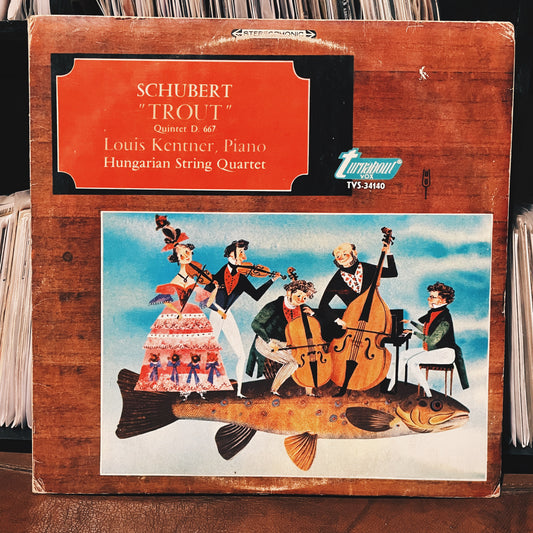 STEREOPHONIC
SCHUBERT
"TROUT"
Quintet D. 667
Louis Kentner, Piano
Hungarian String Quartet
turnabout
VOX
TVS-34140